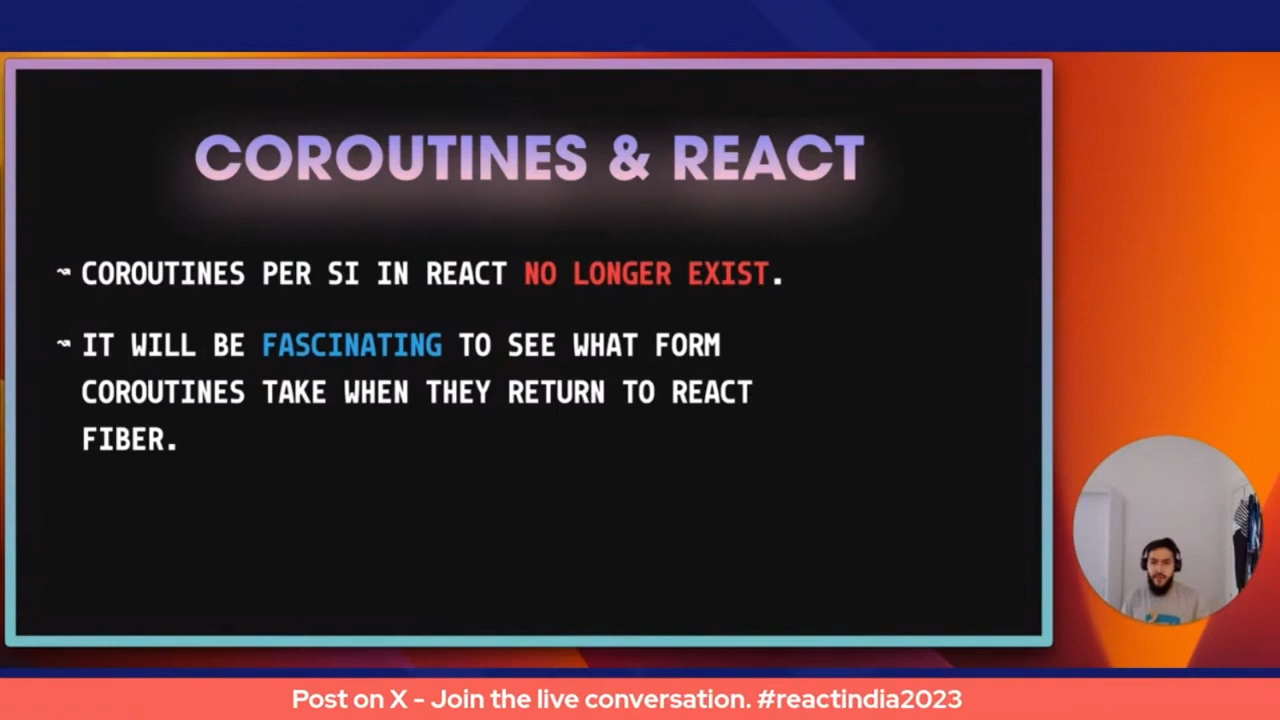 COROUTINES & REACT
↝ COROUTINES PER SI IN REACT NO LONGER EXIST.
↝ IT WILL BE FASCINATING TO SEE WHAT FORM
COROUTINES TAKE WHEN THEY RETURN TO REACT
FIBER.
Post on X - Join the live conversation. #reactindia2023